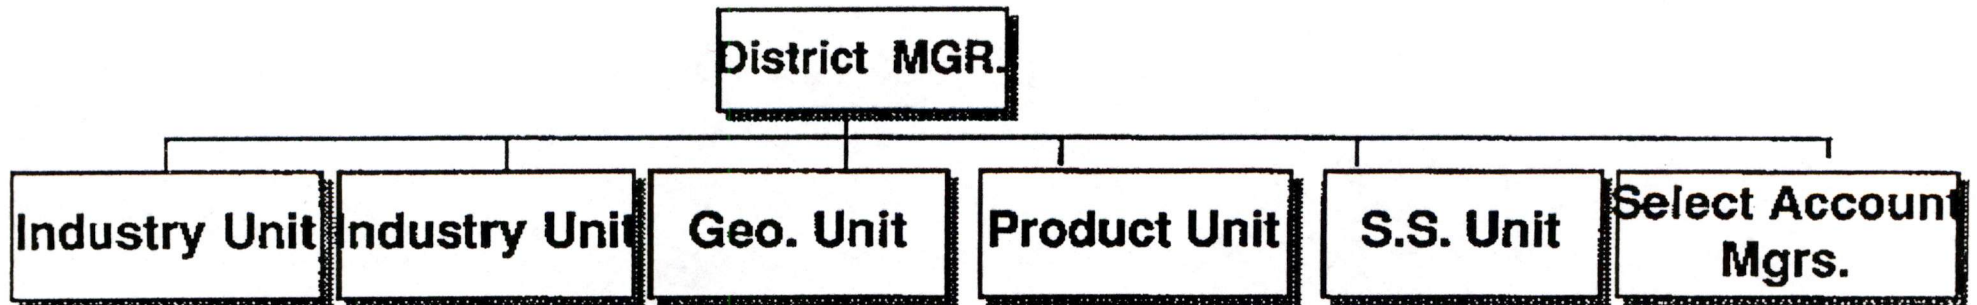 District MGR.
Industry Unit
Industry Unit
Geo. Unit
Product Unit
S.S. Unit
Select Account
Mgrs.